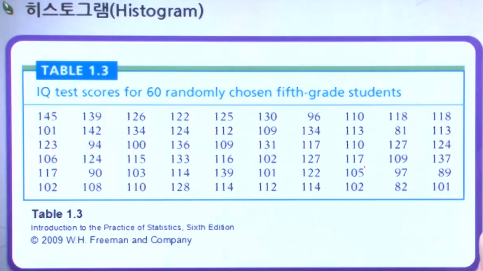 히스토그램(Histogram)
TABLE 1.3
IQ test scores for 60 randomly chosen fifth-grade students
145 139 126 122 125 130 96 110 118 118
101 142 134 124 112 109 134 113 81 113
123 94 100 136 109 131 117 110 127 124
106 124 115 133 116 102 127 117 109 137
117 90 103 114 139 101 122 105 97 89
102 108 110 128 114 112 114 102 82 101
Table 1.3
Introduction to the Practice of Statistics, Sixth Edition
© 2009 W.H. Freeman and Company